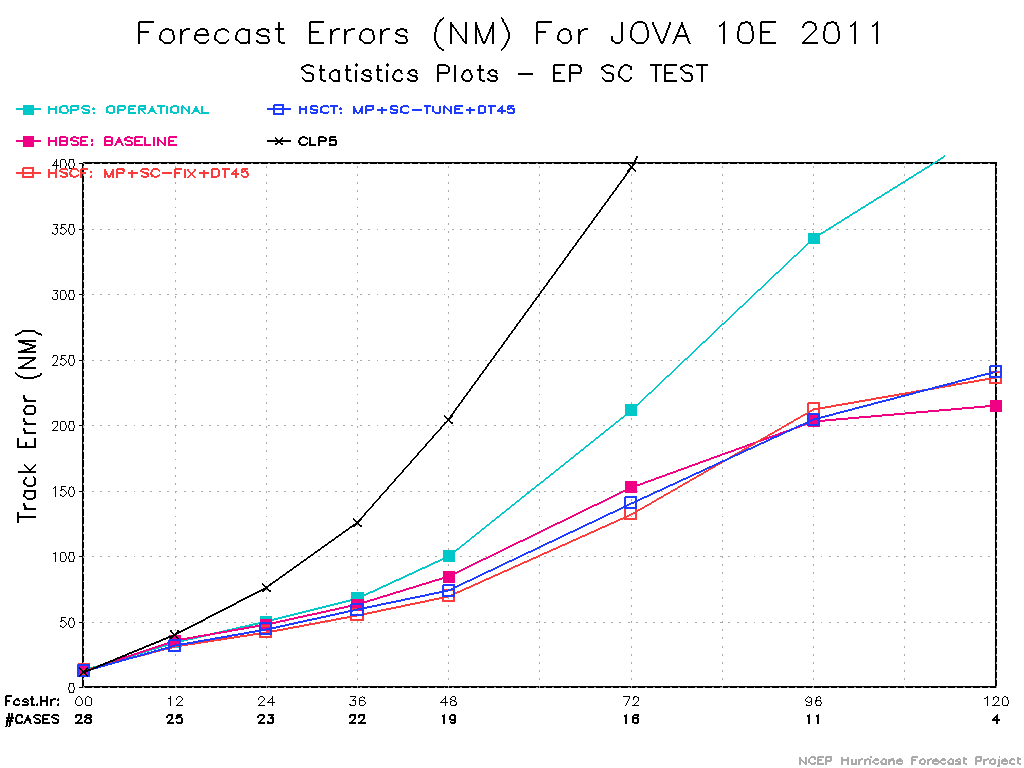 Forecast Errors (NM) For JOVA 10E 2011
Statistics Plots - EP SC TEST
HOPS: OPERATIONAL
HSCT: MP+SC-TUNE+DT45
HBSE: BASELINE
CLP5
HSCF: MP+SC-FIX+DT45
400
350
300
250
200
150
100
50
0
Track Error (NM)
Fcst.Hr: 00 12 24 36 48 72 96 120
#CASES 28 25 23 22 19 16 11 4
NCEP Hurricane Forecast Project